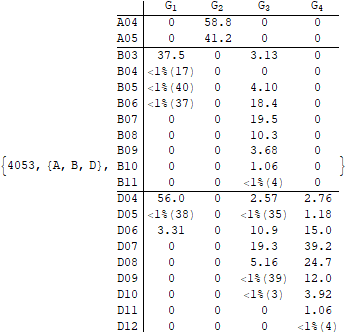 G1 G2 G3 G4
A04 0 58.8 0 0
A05 0 41.2 0 0
B03 37.5 0 3.13 0
B04 <1%(17) 0 0 0
B05 <1%(40) 0 4.10 0
B06 <1%(37) 0 18.4 0
B07 0 0 19.5 0
B08 0 0 10.3 0
B09 0 0 3.68 0
{4053, {A, B, D}, B10 0 0 1.06 0 }
B11 0 0 <1%(4) 0
D04 56.0 0 2.57 2.76
D05 <1%(38) 0 <1%(35) 1.18
D06 3.31 0 10.9 15.0
D07 0 0 19.3 39.2
D08 0 0 5.16 24.7
D09 0 0 <1%(39) 12.0
D10 0 0 <1%(3) 3.92
D11 0 0 0 1.06
D12 0 0 0 <1%(4)